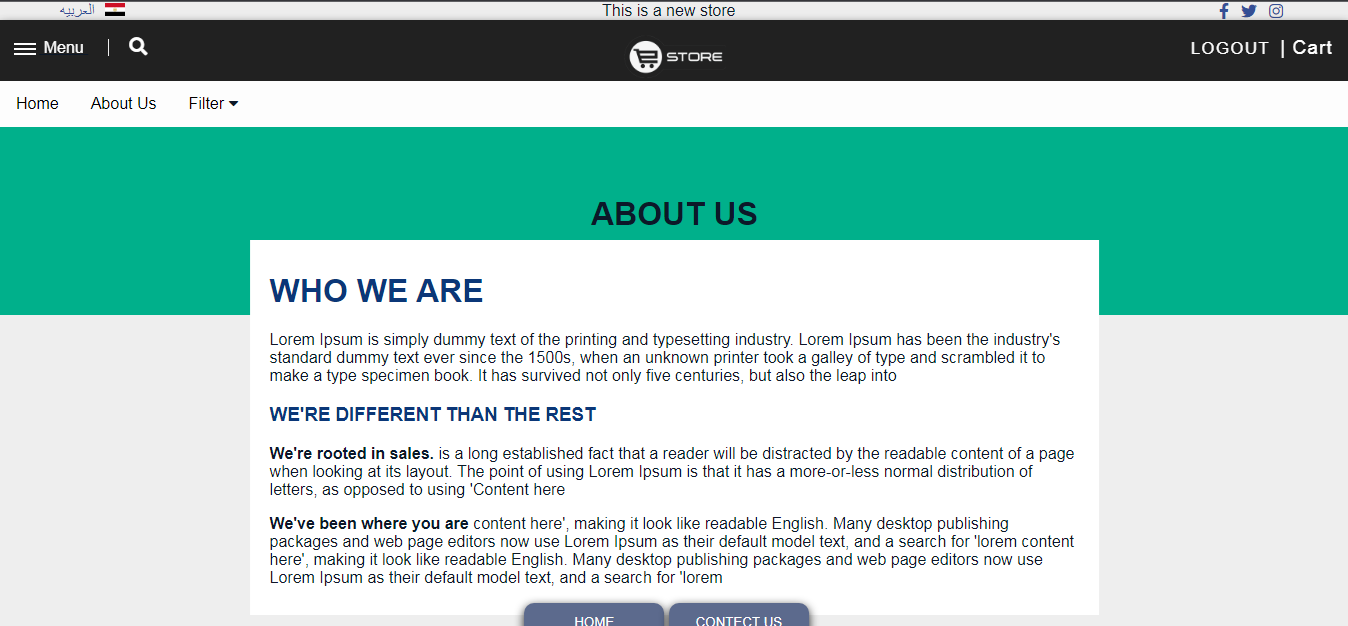 العربيه
This is a new store
Menu
STORE
LOGOUT | Cart
Home About Us Filter
ABOUT US
WHO WE ARE
Lorem Ipsum is simply dummy text of the printing and typesetting industry. Lorem Ipsum has been the industry's
standard dummy text ever since the 1500s, when an unknown printer took a galley of type and scrambled it to
make a type specimen book. It has survived not only five centuries, but also the leap into
WE'RE DIFFERENT THAN THE REST
We're rooted in sales. is a long established fact that a reader will be distracted by the readable content of a page
when looking at its layout. The point of using Lorem Ipsum is that it has a more-or-less normal distribution of
letters, as opposed to using 'Content here
We've been where you are content here', making it look like readable English. Many desktop publishing
packages and web page editors now use Lorem Ipsum as their default model text, and a search for 'lorem content
here', making it look like readable English. Many desktop publishing packages and web page editors now use
Lorem Ipsum as their default model text, and a search for 'lorem
HOME CONTECT US